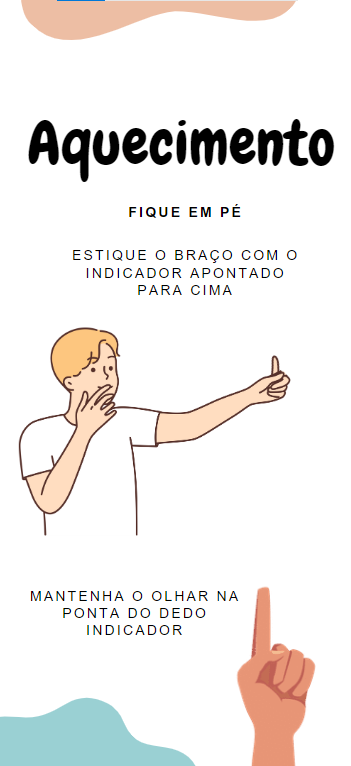 Aquecimento
FIQUE EM PÉ
ESTIQUE O BRAÇO COM O
INDICADOR APONTADO
PARA CIMA
MANTENHA O OLHAR NA
PONTA DO DEDO
INDICADOR